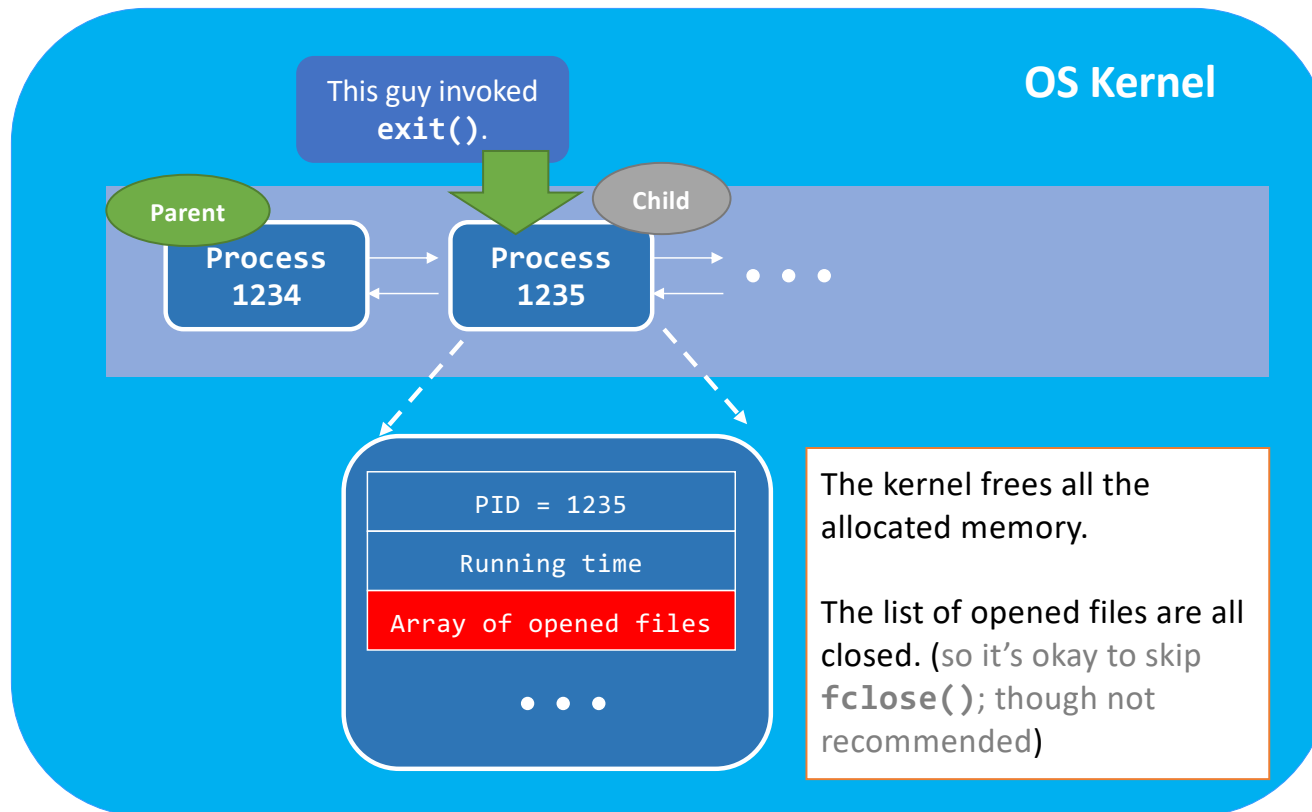 OS Kernel
This guy invoked
exit().
Parent
Child
Process
1234
Process
1235
• • •
PID = 1235
Running time
Array of opened files
• • •
The kernel frees all the
allocated memory.
The list of opened files are all
closed. (so it’s okay to skip
fclose(); though not
recommended)